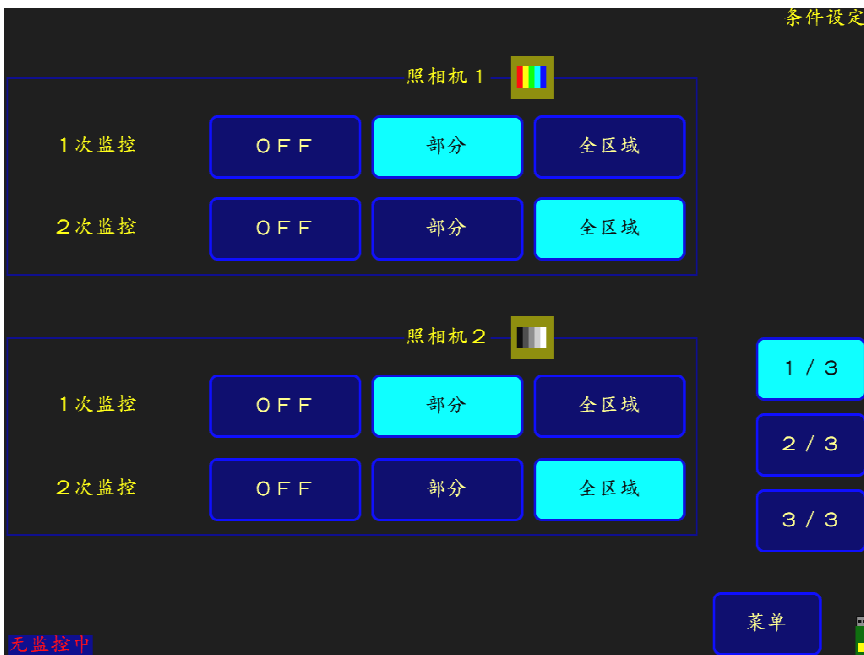 条件设定
照相机1
1次监控 OFF 部分 全区域
2次监控 OFF 部分 全区域
照相机2
1次监控 OFF 部分 全区域
2次监控 OFF 部分 全区域
1/3
2/3
3/3
菜单
无监控中